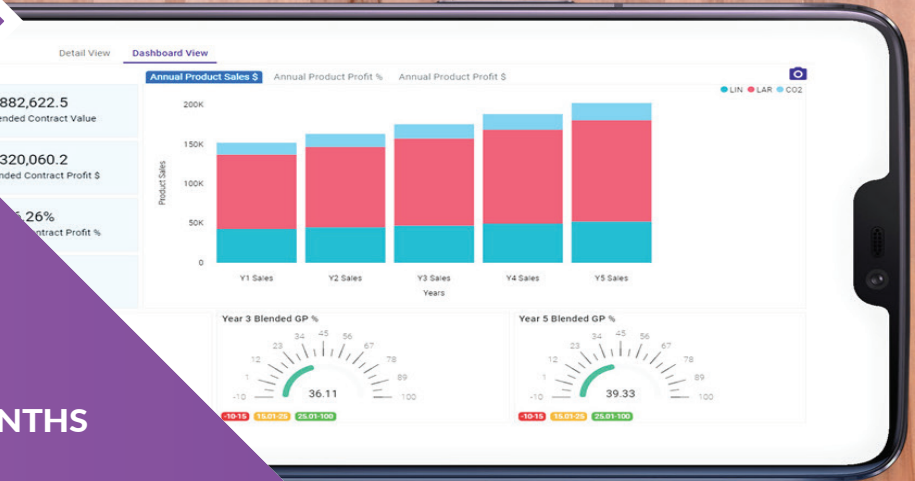 Detail View Dashboard View
882,622.5
ended Contract Value
320,060.2
nded Contract Profit $
.26%
ntract Profit %
Annual Product Sales $ Annual Product Profit % Annual Product Profit $
LIN LAR CO2
Product Sales
200K
150K
100K
50K
0
Y1 Sales Y2 Sales Y3 Sales Y4 Sales Y5 Sales
Years
Year 3 Blended GP %
-10 1 12 23 34 45 56 67 78 89 100
36.11
-10-15 15.01-25 25.01-100
Year 5 Blended GP %
-10 1 12 23 34 45 56 67 78 89 100
39.33
-10-15 15.01-25 25.01-100
NTHS